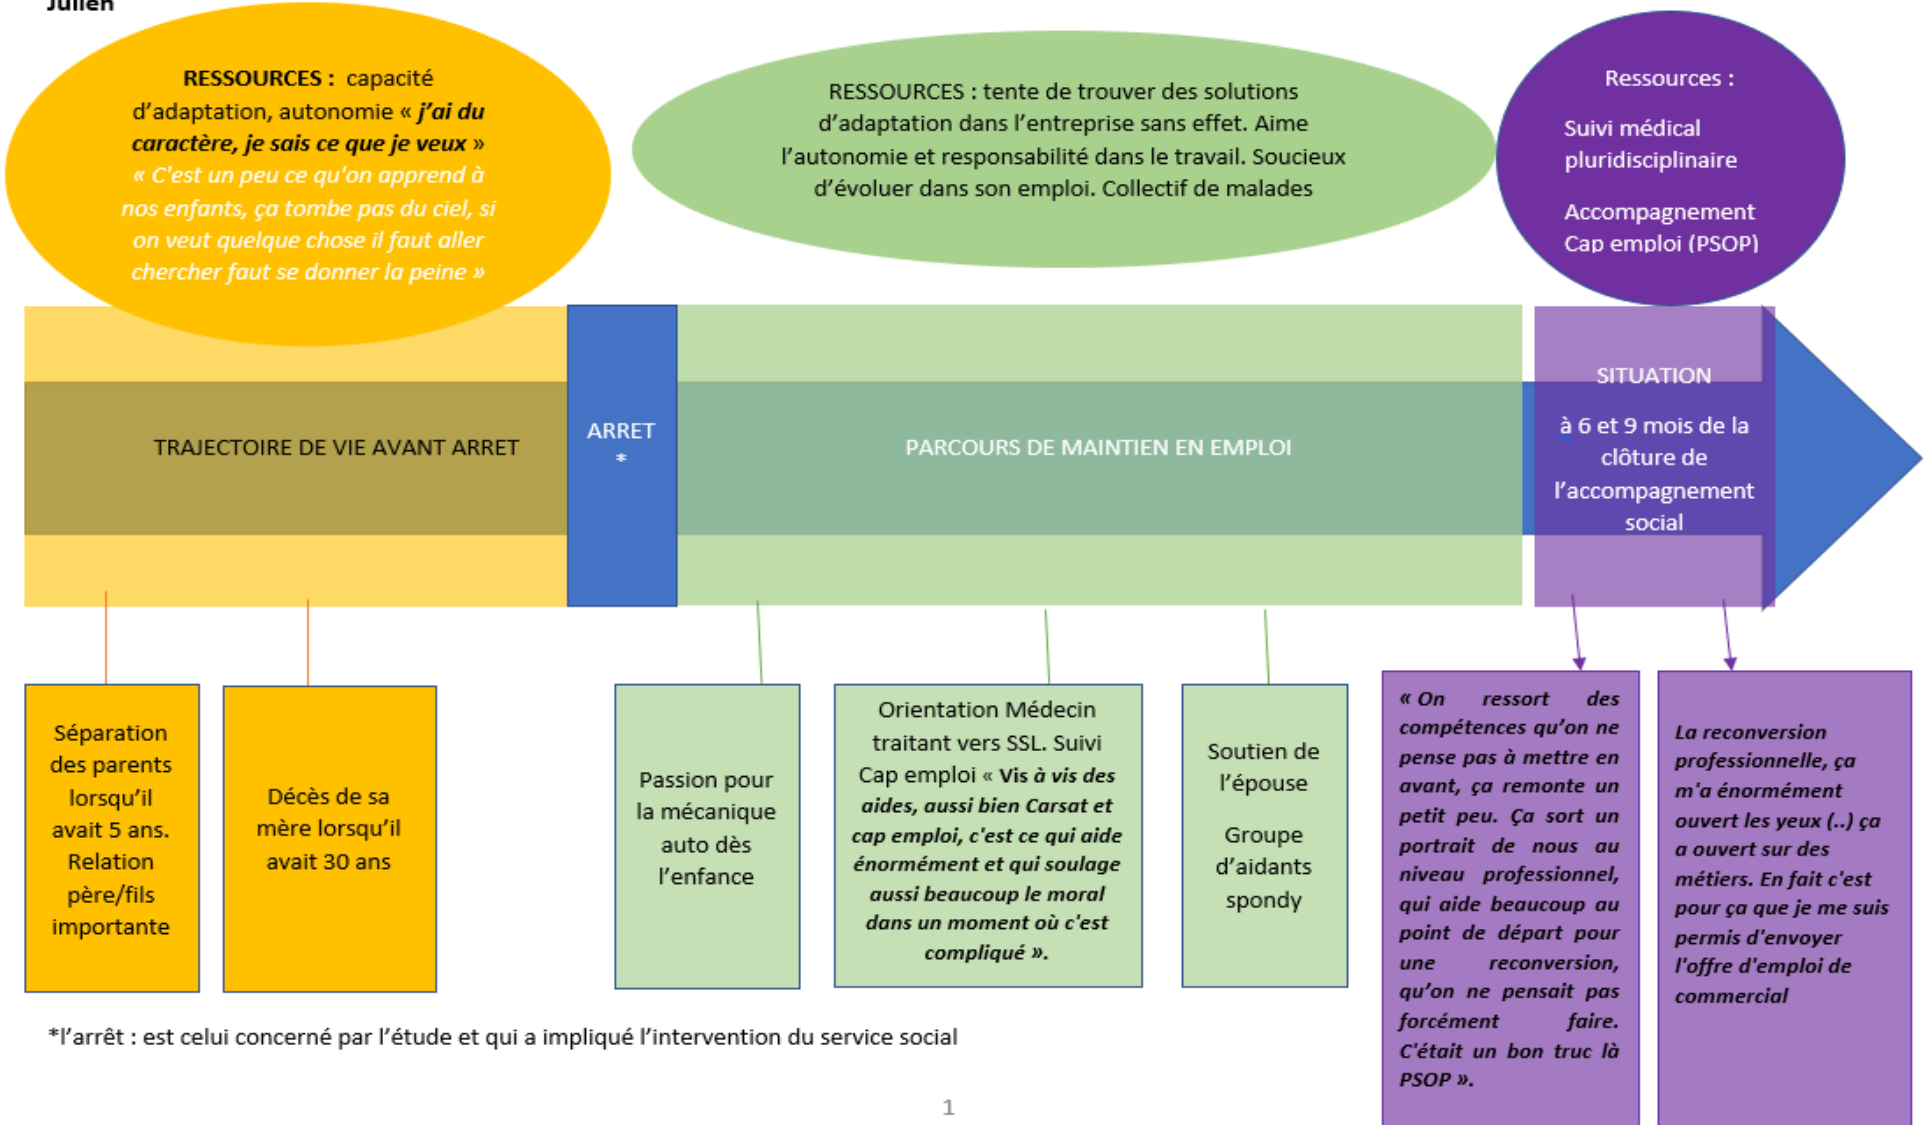 Julien
RESSOURCES : capacité
d'adaptation, autonomie « j'ai du
caractère, je sais ce que je veux »
« C'est un peu ce qu'on apprend à
nos enfants, ça tombe pas du ciel, si
on veut quelque chose il faut aller
chercher faut se donner la peine »
RESSOURCES : tente de trouver des solutions
d'adaptation dans l'entreprise sans effet. Aime
l'autonomie et responsabilité dans le travail. Soucieux
d'évoluer dans son emploi. Collectif de malades
Ressources :
Suivi médical
pluridisciplinaire
Accompagnement
Cap emploi (PSOP)
TRAJECTOIRE DE VIE AVANT ARRET
ARRET
*
PARCOURS DE MAINTIEN EN EMPLOI
SITUATION
à 6 et 9 mois de la
clôture de
l'accompagnement
social
Séparation
des parents
lorsqu'il
avait 5 ans.
Relation
père/fils
importante
Décès de sa
mère lorsqu'il
avait 30 ans
Passion pour
la mécanique
auto dès
l'enfance
Orientation Médecin
traitant vers SSL. Suivi
Cap emploi « Vis à vis des
aides, aussi bien Carsat et
cap emploi, c'est ce qui aide
énormément et qui soulage
aussi beaucoup le moral
dans un moment où c'est
compliqué ».
Soutien de
l'épouse
Groupe
d'aidants
spondy
« On ressort des
compétences qu'on ne
pense pas à mettre en
avant, ça remonte un
petit peu. Ça sort un
portrait de nous au
niveau professionnel,
qui aide beaucoup au
point de départ pour
une reconversion,
qu'on ne pensait pas
forcément faire.
C'était un bon truc là
PSOP ».
La reconversion
professionnelle, ça
m'a énormément
ouvert les yeux (..) ça
a ouvert sur des
métiers. En fait c'est
pour ça que je me suis
permis d'envoyer
l'offre d'emploi de
commercial
*l'arrêt : est celui concerné par l'étude et qui a impliqué l'intervention du service social
1